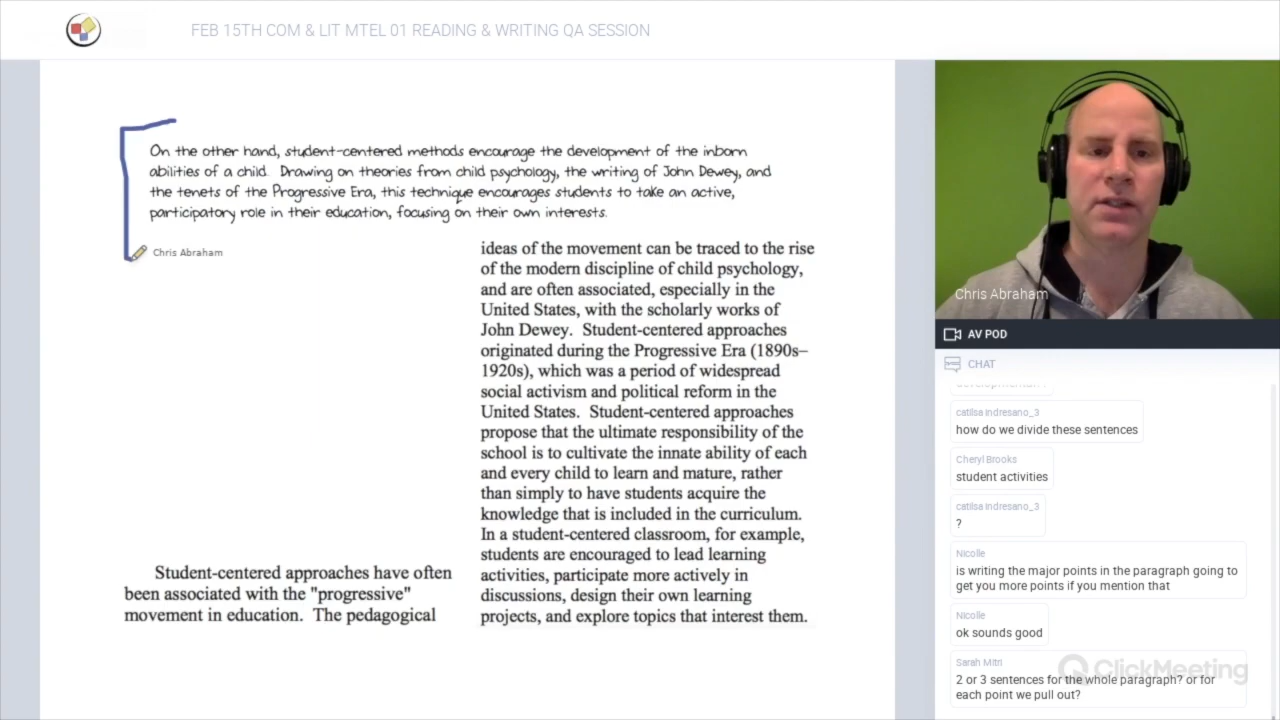 FEB 15TH COM & LIT MTEL 01 READING & WRITING QA SESSION
On the other hand, student-centered methods encourage the development of the inborn
abilities of a child. Drawing on theories from child psychology, the writing of John Dewey, and
the tenets of the Progressive Era, this technique encourages students to take an active,
participatory role in their education, focusing on their own interests.
Chris Abraham
Student-centered approaches have often
been associated with the "progressive"
movement in education. The pedagogical
ideas of the movement can be traced to the rise
of the modern discipline of child psychology,
and are often associated, especially in the
United States, with the scholarly works of
John Dewey. Student-centered approaches
originated during the Progressive Era (1890s–
1920s), which was a period of widespread
social activism and political reform in the
United States. Student-centered approaches
propose that the ultimate responsibility of the
school is to cultivate the innate ability of each
and every child to learn and mature, rather
than simply to have students acquire the
knowledge that is included in the curriculum.
In a student-centered classroom, for example,
students are encouraged to lead learning
activities, participate more actively in
discussions, design their own learning
projects, and explore topics that interest them.
Chris Abraham
AV POD
CHAT
catilsa indresano_3
how do we divide these sentences
Cheryl Brooks
student activities
catilsa indresano_3
?
Nicolle
is writing the major points in the paragraph going to
get you more points if you mention that
Nicolle
ok sounds good
Sarah Mitri
2 or 3 sentences for the whole paragraph? or for
each point we pull out?
ClickMeeting